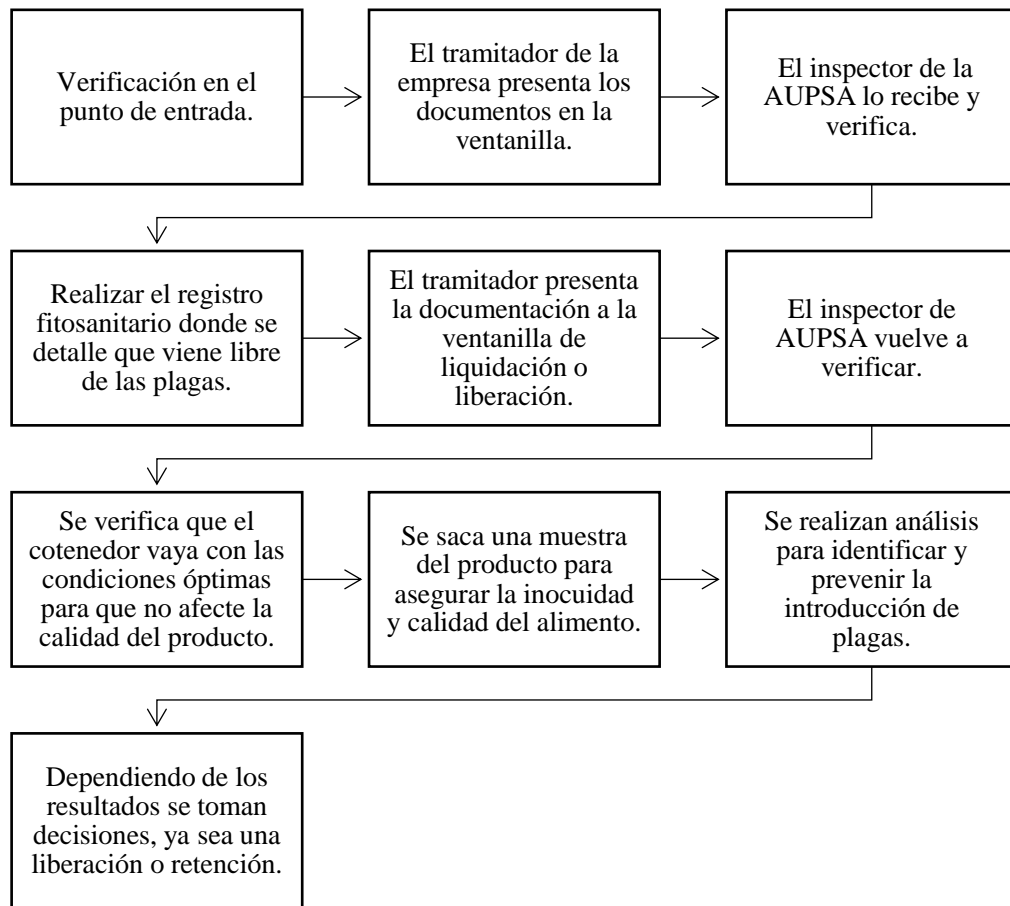 Verificación en el
punto de entrada.
El tramitador de la
empresa presenta los
documentos en la
ventanilla.
El inspector de la
AUPSA lo recibe y
verifica.
Realizar el registro
fitosanitario donde se
detalle que viene libre
de las plagas.
El tramitador presenta
la documentación a la
ventanilla de
liquidación o
liberación.
El inspector de
AUPSA vuelve a
verificar.
Se verifica que el
cotenedor vaya con las
condiciones óptimas
para que no afecte la
calidad del producto.
Se saca una muestra
del producto para
asegurar la inocuidad
y calidad del alimento.
Se realizan análisis
para identificar y
prevenir la
introducción de
plagas.
Dependiendo de los
resultados se toman
decisiones, ya sea una
liberación o retención.